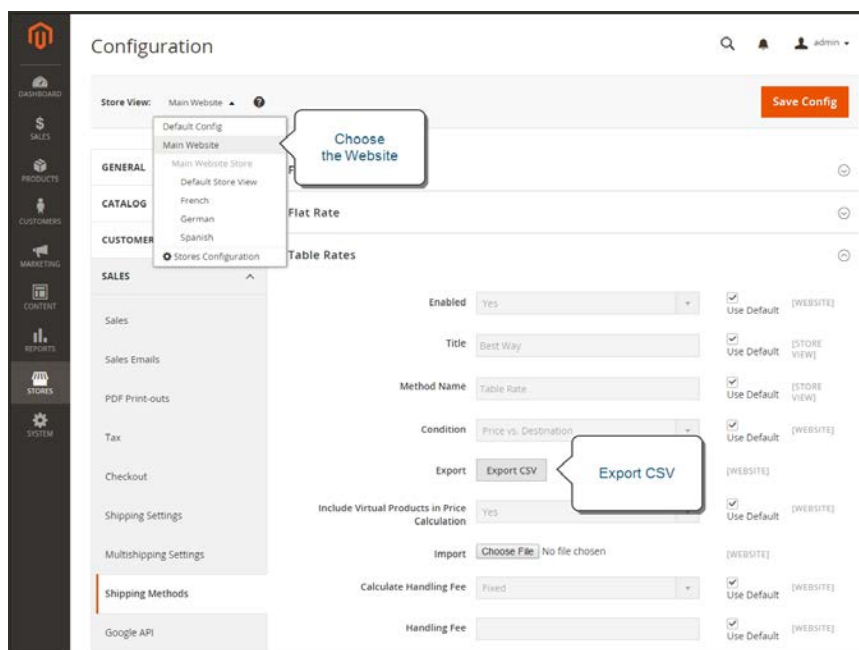 Configuration
admin
DASHBOARD
SALES
PRODUCTS
CUSTOMERS
MARKETING
CONTENT
REPORTS
STORES
SYSTEM
Store View: Main Website
Save Config
Default Config
Main Website
Main Website Store
Default Store View
French
German
Spanish
Stores Configuration
Choose
the Website
GENERAL
CATALOG
CUSTOMER
SALES
Sales
Sales Emails
PDF Print-outs
Tax
Checkout
Shipping Settings
Multishipping Settings
Shipping Methods
Google API
F
Flat Rate
Table Rates
Enabled Yes Use Default [WEBSITE]
Title Best Way Use Default [STORE
VIEW]
Method Name Table Rate Use Default [STORE
VIEW]
Condition Price vs. Destination Use Default [WEBSITE]
Export Export CSV [WEBSITE]
Export CSV
Include Virtual Products in Price
Calculation Yes Use Default [WEBSITE]
Import Choose File No file chosen [WEBSITE]
Calculate Handling Fee Fixed Use Default [WEBSITE]
Handling Fee Use Default [WEBSITE]